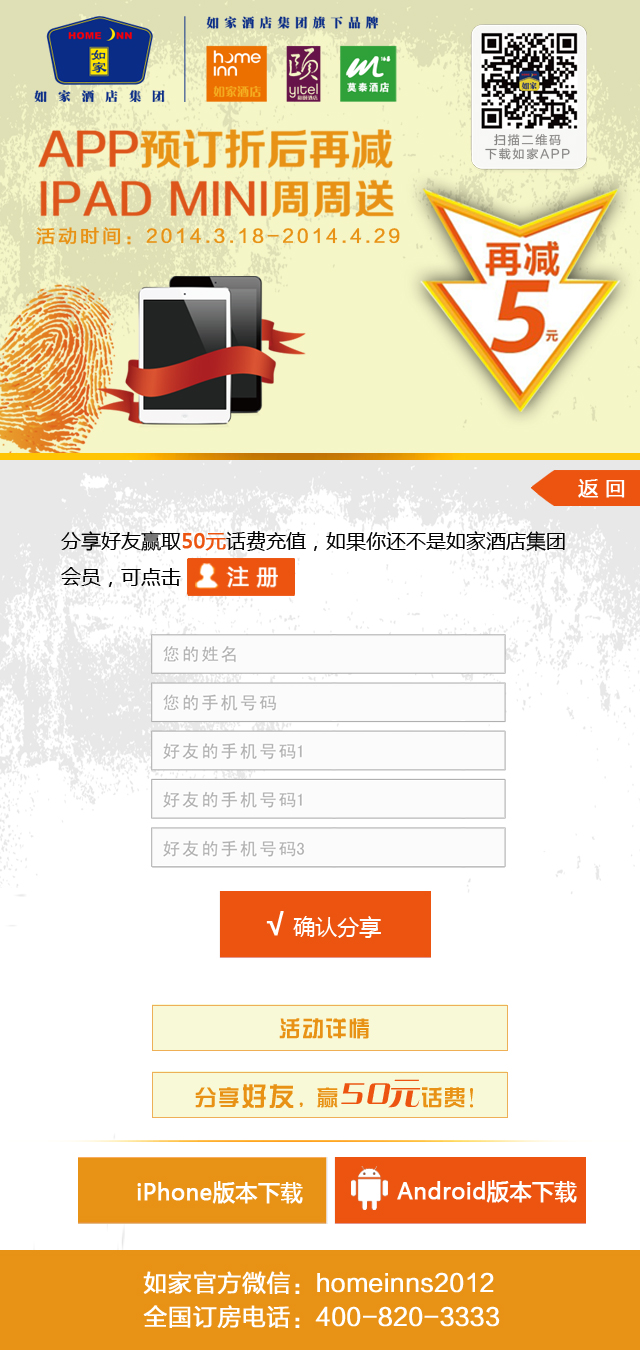 HOME INN
如家
如家酒店集团
如家酒店集团旗下品牌
home
inn
如家酒店
颐
yitel
和颐酒店
莫泰酒店
如家
扫描二维码
下载如家APP
APP预订折后再减
IPAD MINI周周送
活动时间：2014.3.18-2014.4.29
再减
5元
返回
分享好友赢取50元话费充值，如果你还不是如家酒店集团
会员，可点击 注册
您的姓名
您的手机号码
好友的手机号码1
好友的手机号码1
好友的手机号码3
√ 确认分享
活动详情
分享好友，赢50元话费！
iPhone版本下载
Android版本下载
如家官方微信：homeinns2012
全国订房电话：400-820-3333